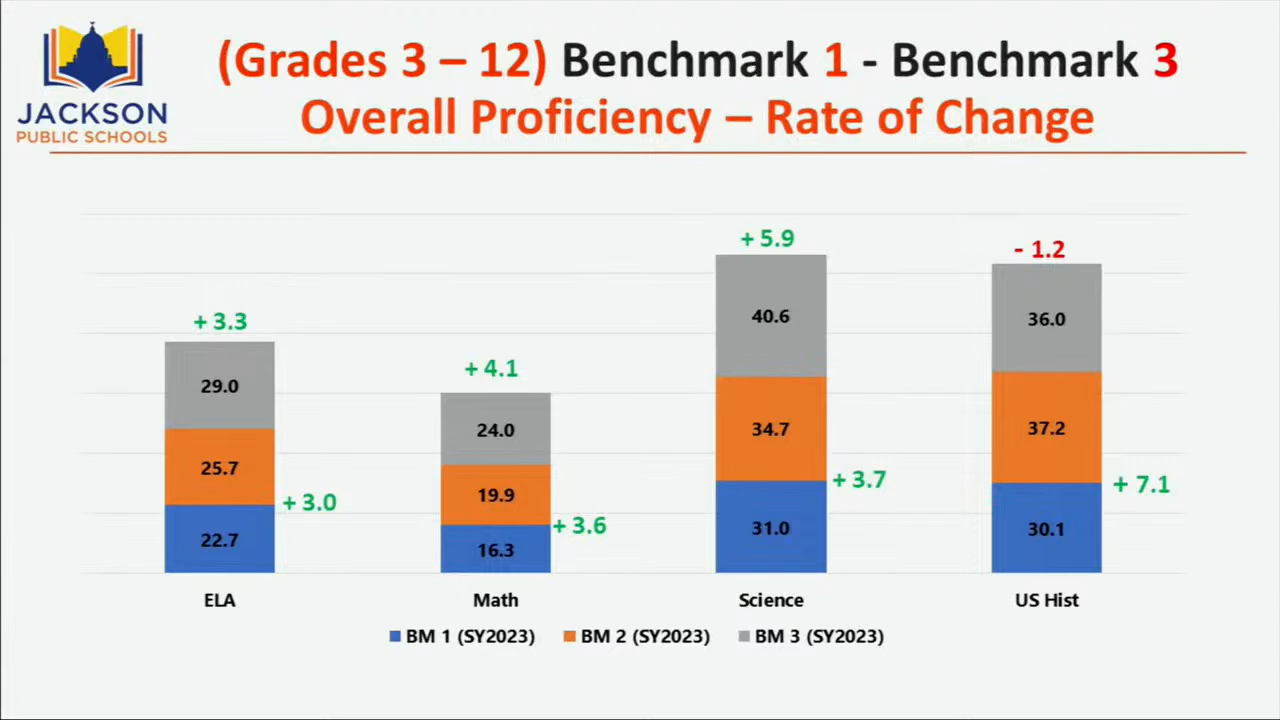 JACKSON
PUBLIC SCHOOLS
(Grades 3 – 12) Benchmark 1 - Benchmark 3
Overall Proficiency – Rate of Change
+ 5.9
- 1.2
+ 3.3
+ 4.1
40.6
36.0
29.0
24.0
34.7
37.2
25.7
19.9
+ 3.0
+ 3.6
+ 3.7
+ 7.1
22.7
16.3
31.0
30.1
ELA
Math
Science
US Hist
BM 1 (SY2023)
BM 2 (SY2023)
BM 3 (SY2023)